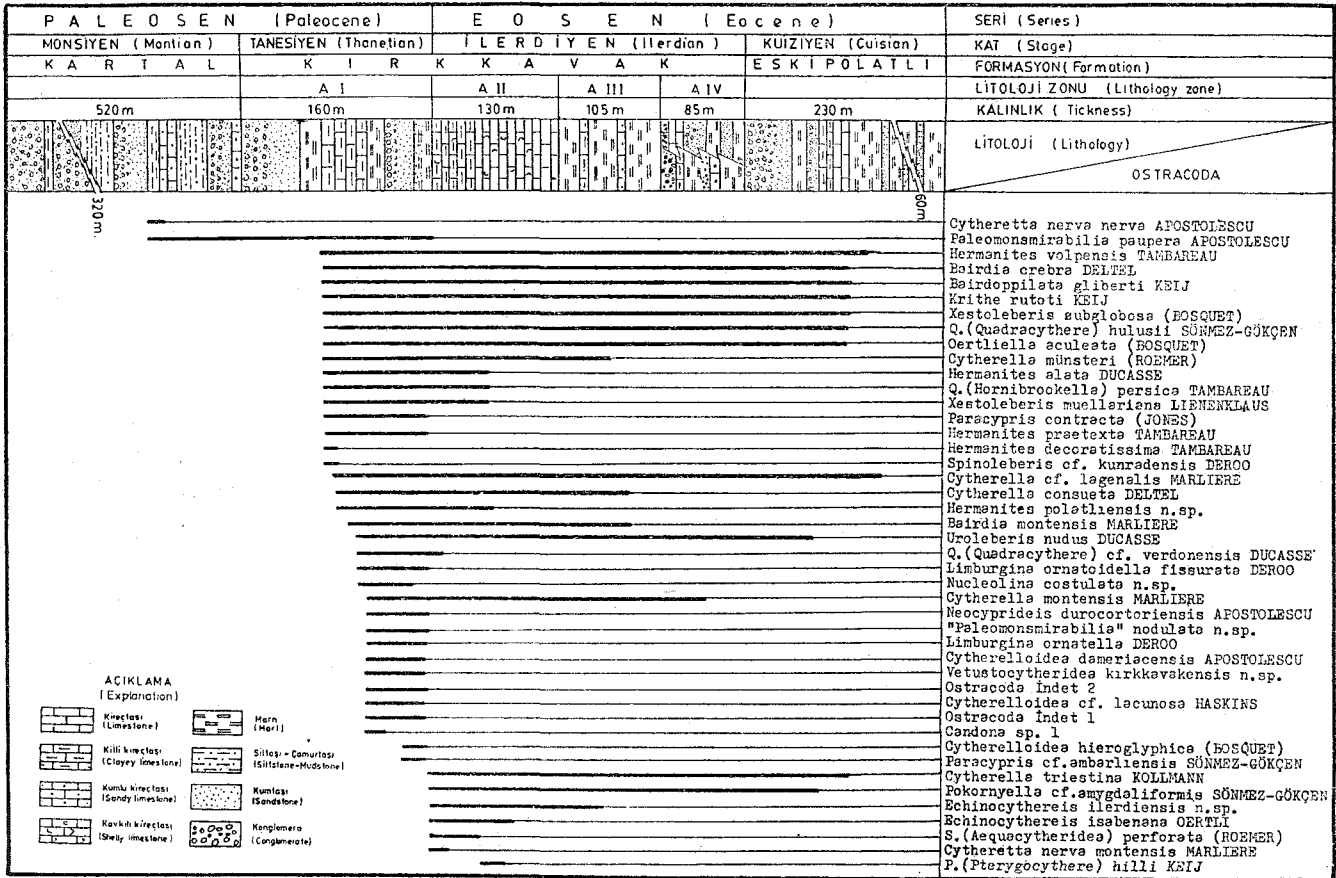 P A L E O S E N (Paleocene) E O S E N (Eocene) SERİ (Series)
MONSİYEN (Montian) TANESİYEN (Thanetian) İLERDİYEN (Ilerdian) KUİZİYEN (Cuisian) KAT (Stage)
K A R T A L K I R K K A V A K ESKİPOLATLI FORMASYON (Formation)
A I A II A III A IV LİTOLOJİ ZONU (Lithology zone)
520m 160m 130m 105m 85m 230m KALINLIK (Tickness)
LİTOLOJİ (Lithology)
OSTRACODA
320m
60m
Cytheretta nerva nerva APOSTOLESCU
Paleomonsmirabilia paupera APOSTOLESCU
Hermanites volpensis TAMBAREAU
Bairdia crebra DELTEL
Bairdoppilata gliberti KEIJ
Krithe rutoti KEIJ
Xestoleberis subglobosa (BOSQUET)
Q.(Quadracythere) hulusii SÖNMEZ-GÖKÇEN
Oertliella aculeata (BOSQUET)
Cytherella münsteri (ROEMER)
Hermanites alata DUCASSE
Q.(Hornibrookella) persica TAMBAREAU
Xestoleberis muellariana LIENENKLAUS
Paracypris contracta (JONES)
Hermanites praetexta TAMBAREAU
Hermanites decoratissima TAMBAREAU
Spinoleberis cf. kunradensis DEROO
Cytherella cf. lagenalis MARLIERE
Cytherella consueta DELTEL
Hermanites polatliensis n.sp.
Bairdia montensis MARLIERE
Uroleberis nudus DUCASSE
Q.(Quadracythere) cf. verdonensis DUCASSE
Limburgina ornatoidella fissurata DEROO
Nucleolina costulata n.sp.
Cytherella montensis MARLIERE
Neocyprideis durocortoriensis APOSTOLESCU
"Paleomonsmirabilia" nodulata n.sp.
Limburgina ornatella DEROO
Cytherelloidea dameriacensis APOSTOLESCU
Vetustocytheridea kırkkavakensis n.sp.
Ostracoda İndet 2
Cytherelloidea cf. lacunosa HASKINS
Ostracoda İndet 1
Candona sp. 1
Cytherelloidea hieroglyphica (BOSQUET)
Paracypris cf.ambarliensis SÖNMEZ-GÖKÇEN
Cytherella triestina KOLLMANN
Pokornyella cf.amygdaliformis SÖNMEZ-GÖKÇEN
Echinocythereis ilerdiensis n.sp.
Echinocythereis isabenana OERTLI
S.(Aequacytheridea) perforata (ROEMER)
Cytheretta nerva montensis MARLIERE
P.(Pterygocythere) hilli KEIJ
AÇIKLAMA
(Explanation)
Kireçtaşı
(Limestone)
Marn
(Marl)
Killi kireçtaşı
(Clayey limestone)
Silttaşı - Çamurtaşı
(Siltstone-Mudstone)
Kumlu kireçtaşı
(Sandy limestone)
Kumtaşı
(Sandstone)
Kavkılı kireçtaşı
(Shelly limestone)
Konglomera
(Conglomerate)